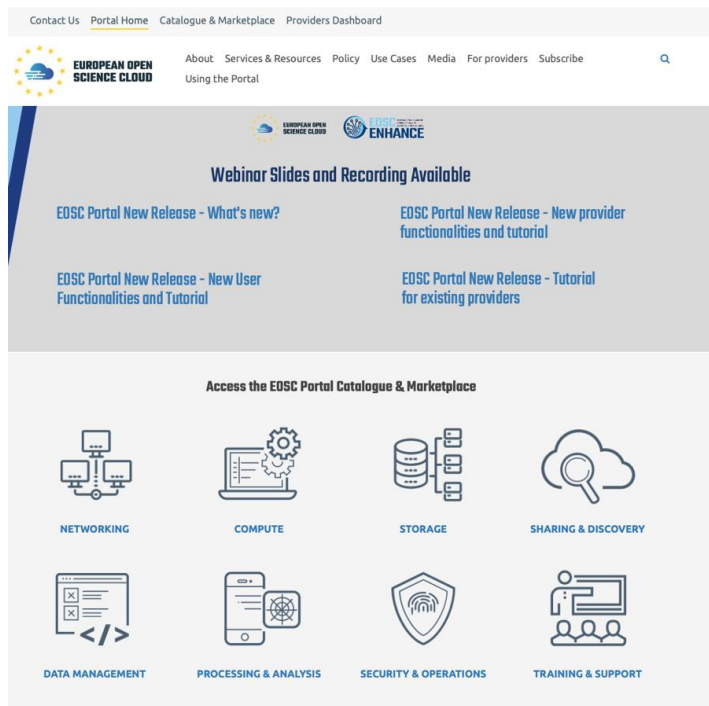 Contact Us Portal Home Catalogue & Marketplace Providers Dashboard
EUROPEAN OPEN
SCIENCE CLOUD
About Services & Resources Policy Use Cases Media For providers Subscribe
Using the Portal
EUROPEAN OPEN
SCIENCE CLOUD
EOSC
ENHANCE
Webinar Slides and Recording Available
EOSC Portal New Release - What's new?
EOSC Portal New Release - New provider
functionalities and tutorial
EOSC Portal New Release - New User
Functionalities and Tutorial
EOSC Portal New Release - Tutorial
for existing providers
Access the EOSC Portal Catalogue & Marketplace
NETWORKING
COMPUTE
STORAGE
SHARING & DISCOVERY
DATA MANAGEMENT
PROCESSING & ANALYSIS
SECURITY & OPERATIONS
TRAINING & SUPPORT